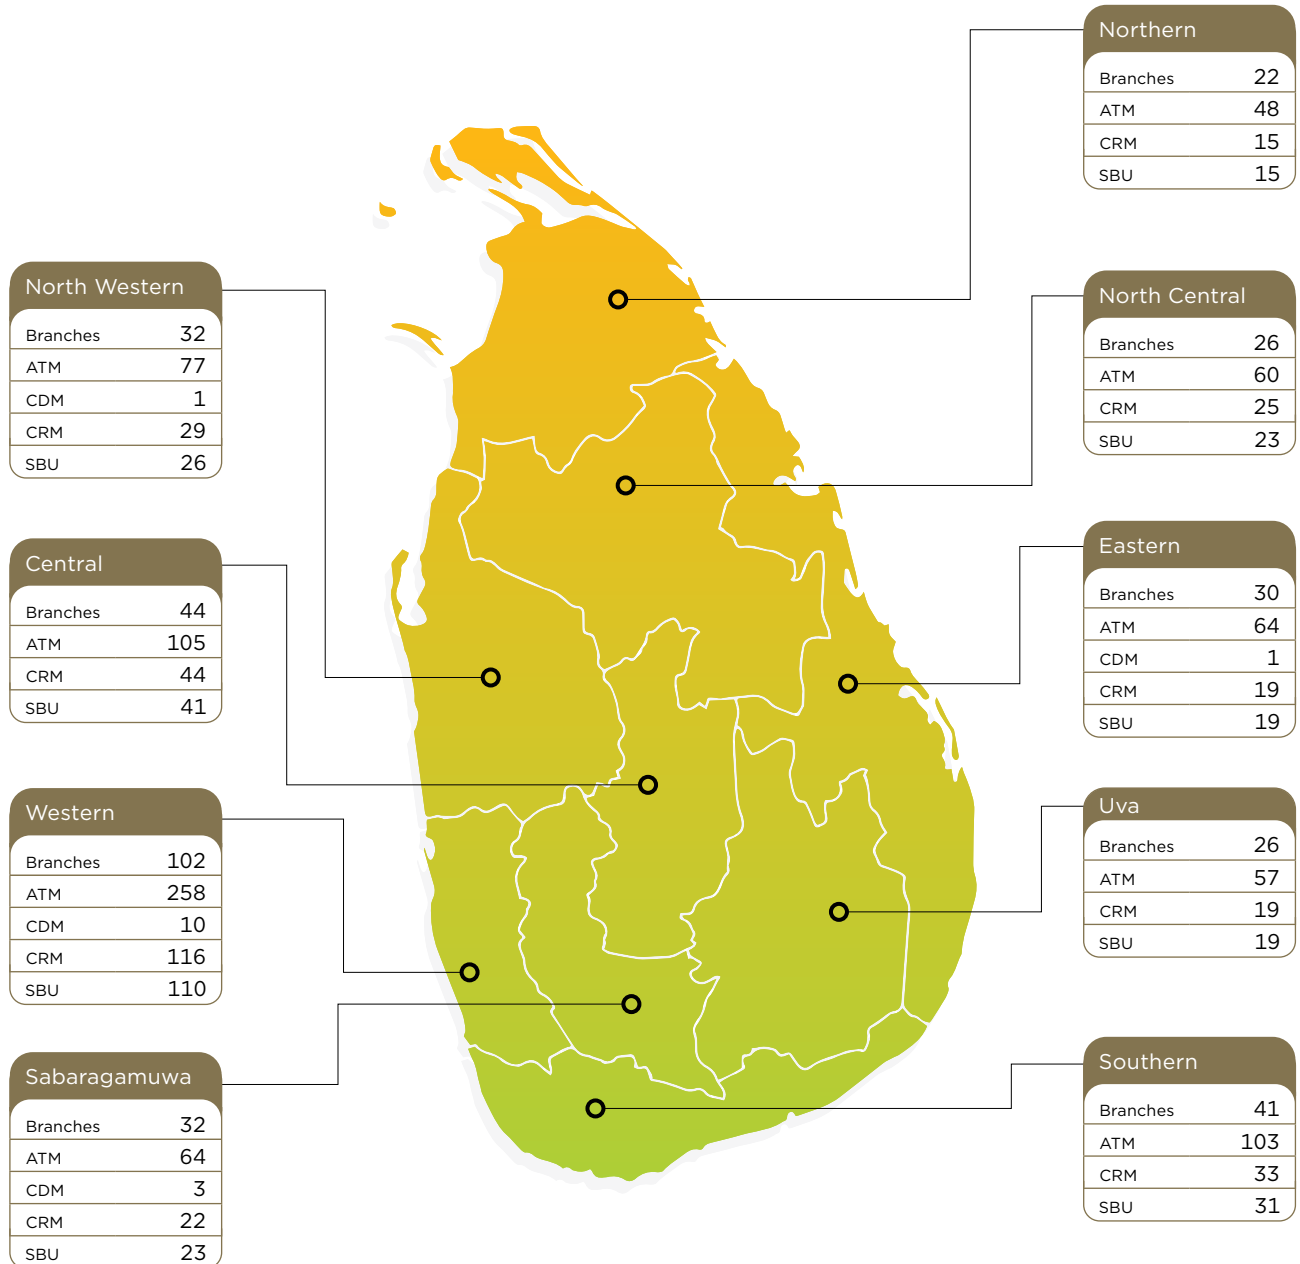 Northern
Branches 22
ATM 48
CRM 15
SBU 15
North Western
Branches 32
ATM 77
CDM 1
CRM 29
SBU 26
North Central
Branches 26
ATM 60
CRM 25
SBU 23
Central
Branches 44
ATM 105
CRM 44
SBU 41
Eastern
Branches 30
ATM 64
CDM 1
CRM 19
SBU 19
Western
Branches 102
ATM 258
CDM 10
CRM 116
SBU 110
Uva
Branches 26
ATM 57
CRM 19
SBU 19
Sabaragamuwa
Branches 32
ATM 64
CDM 3
CRM 22
SBU 23
Southern
Branches 41
ATM 103
CRM 33
SBU 31